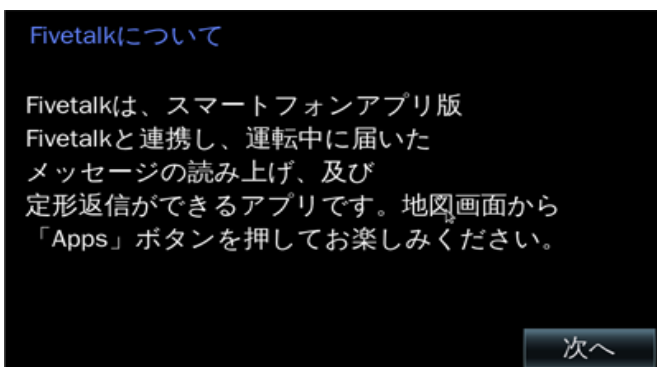 Fivetalkについて
Fivetalkは、スマートフォンアプリ版
Fivetalkと連携し、運転中に届いた
メッセージの読み上げ、及び
定形返信ができるアプリです。地図画面から
「Apps」ボタンを押してお楽しみください。
次へ